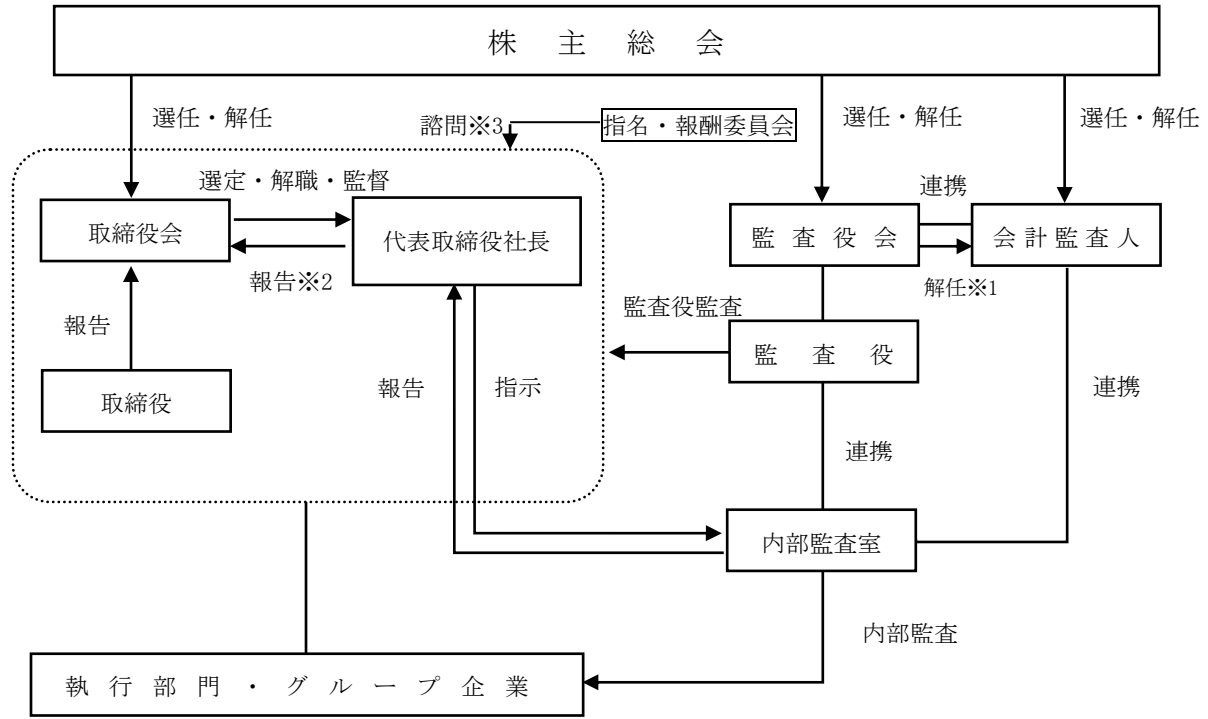 株 主 総 会
選任・解任
諮問※3
指名・報酬委員会
選任・解任
選任・解任
選定・解職・監督
連携
取締役会
代表取締役社長
監 査 役 会
会 計 監 査 人
報告※2
解任※1
監査役監査
報告
監 査 役
取締役
報告
指示
連携
連携
内部監査室
内部監査
執 行 部 門 ・ グ ル ー プ 企 業